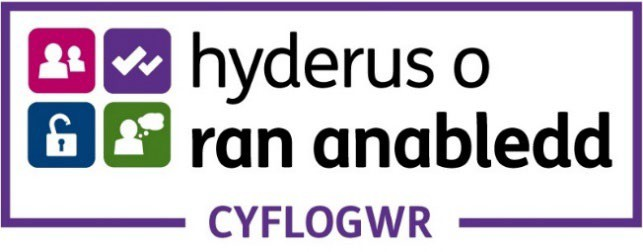 hyderus o
ran anabledd
CYFLOGWR